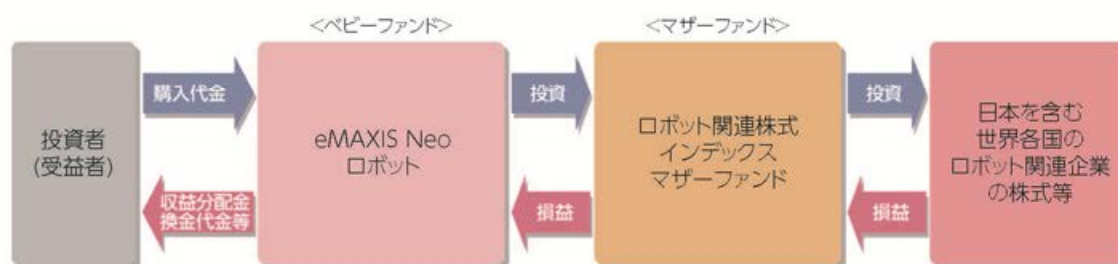 <ベビーファンド>
<マザーファンド>
投資者
(受益者)
購入代金
収益分配金
換金代金等
eMAXIS Neo
ロボット
投資
損益
ロボット関連株式
インデックス
マザーファンド
投資
損益
日本を含む
世界各国の
ロボット関連企業
の株式等